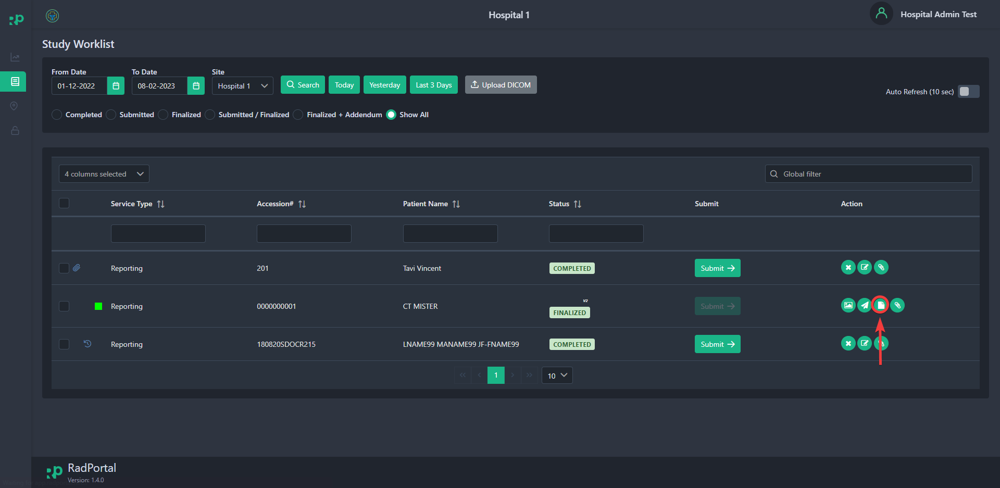 Hospital 1
Hospital Admin Test
Study Worklist
From Date To Date Site
01-12-2022 08-02-2023 Hospital 1 Search Today Yesterday Last 3 Days Upload DICOM
Auto Refresh (10 sec)
Completed Submitted Finalized Submitted / Finalized Finalized + Addendum Show All
4 columns selected Global filter
Service Type Accession# Patient Name Status Submit Action
Reporting 201 Tavi Vincent COMPLETED Submit
V2
Reporting 0000000001 CT MISTER FINALIZED Submit
Reporting 180820SDOCR215 LNAME99 MANAME99 JF-FNAME99 COMPLETED Submit
« ‹ 1 › » 10
rp RadPortal
Version: 1.4.0